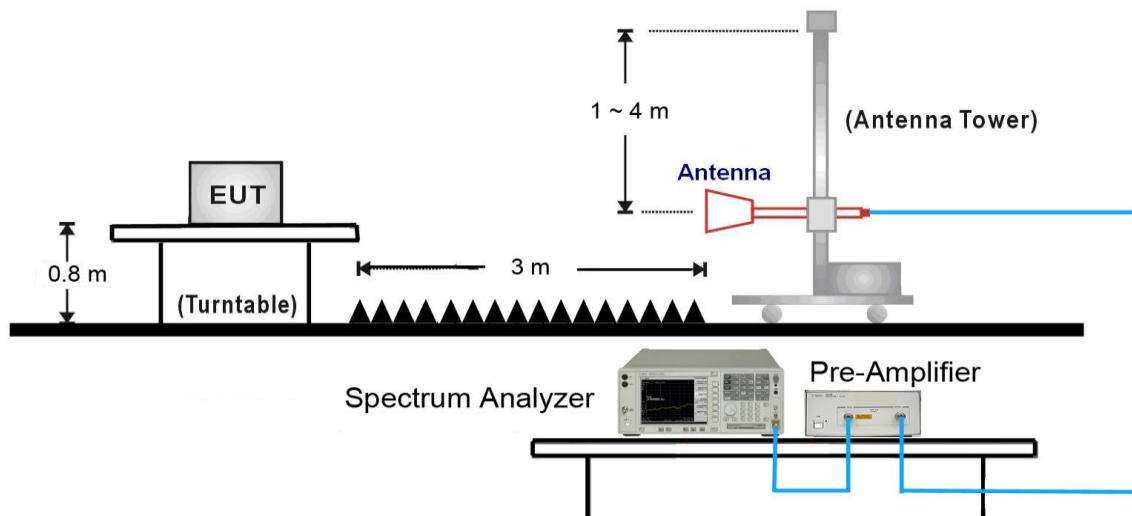 1 ~ 4 m
(Antenna Tower)
Antenna
EUT
0.8 m
(Turntable)
3 m
Spectrum Analyzer
Pre-Amplifier